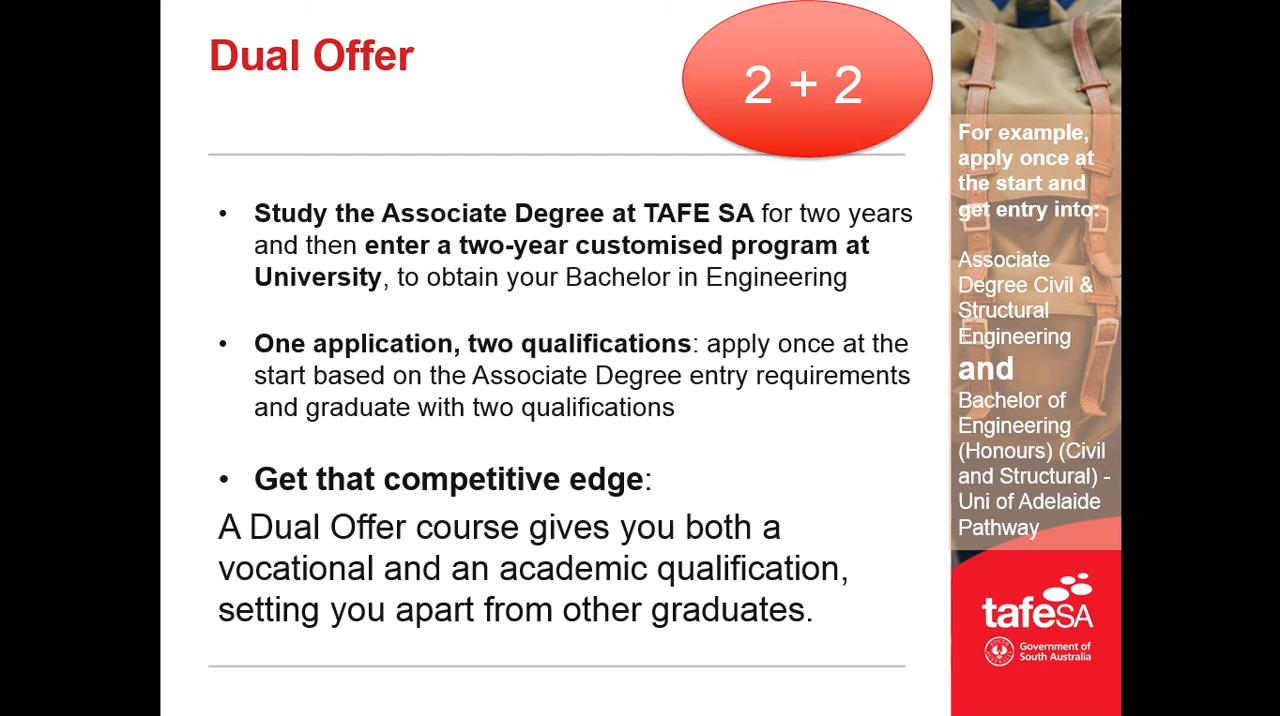 Dual Offer
2 + 2
• Study the Associate Degree at TAFE SA for two years
and then enter a two-year customised program at
University, to obtain your Bachelor in Engineering
• One application, two qualifications: apply once at the
start based on the Associate Degree entry requirements
and graduate with two qualifications
• Get that competitive edge:
A Dual Offer course gives you both a
vocational and an academic qualification,
setting you apart from other graduates.
For example,
apply once at
the start and
get entry into:
Associate
Degree Civil &
Structural
Engineering
and
Bachelor of
Engineering
(Honours) (Civil
and Structural) -
Uni of Adelaide
Pathway
tafeSA
Government of
South Australia